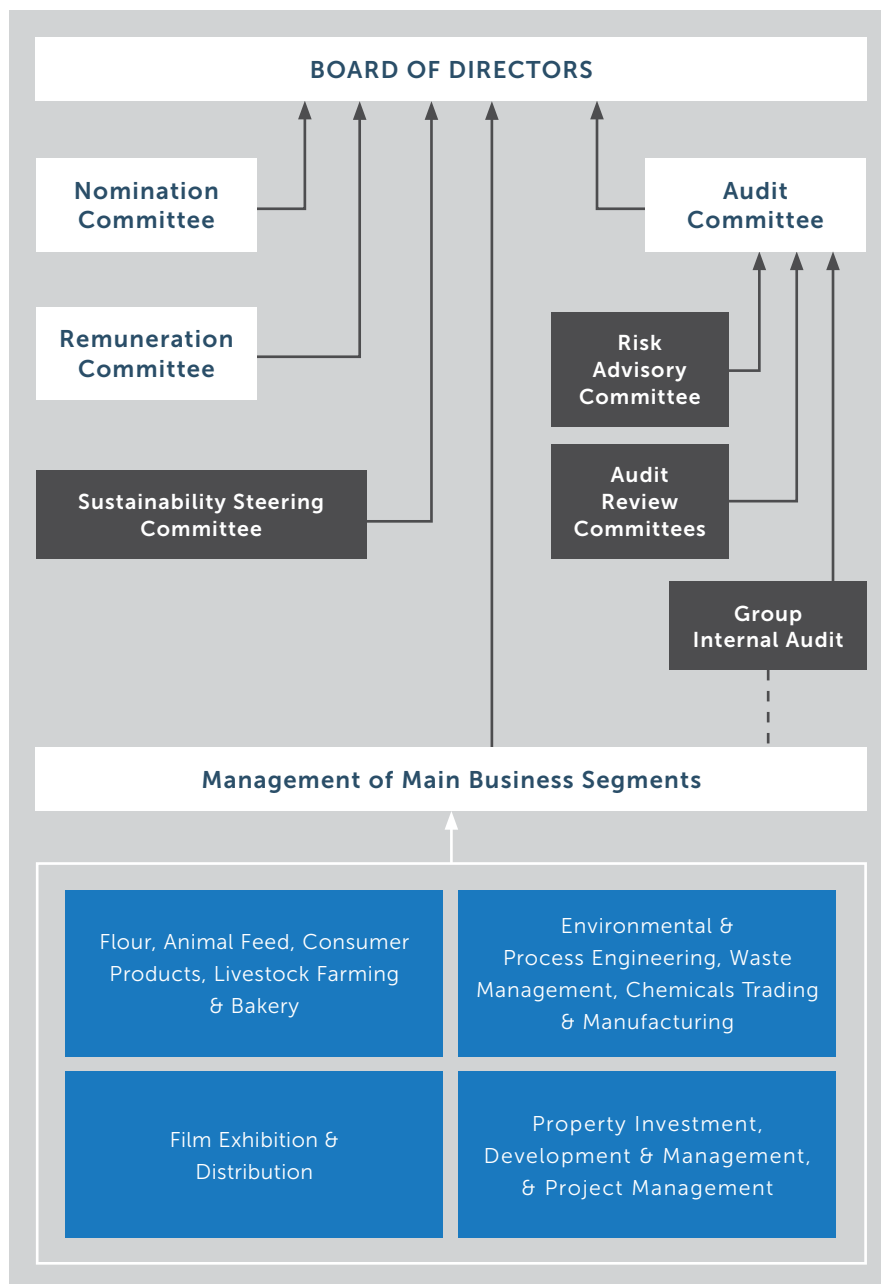 BOARD OF DIRECTORS
Nomination
Committee
Audit
Committee
Remuneration
Committee
Risk
Advisory
Committee
Sustainability Steering
Committee
Audit
Review
Committees
Group
Internal Audit
Management of Main Business Segments
Flour, Animal Feed, Consumer
Products, Livestock Farming
& Bakery
Environmental &
Process Engineering, Waste
Management, Chemicals Trading
& Manufacturing
Film Exhibition &
Distribution
Property Investment,
Development & Management,
& Project Management